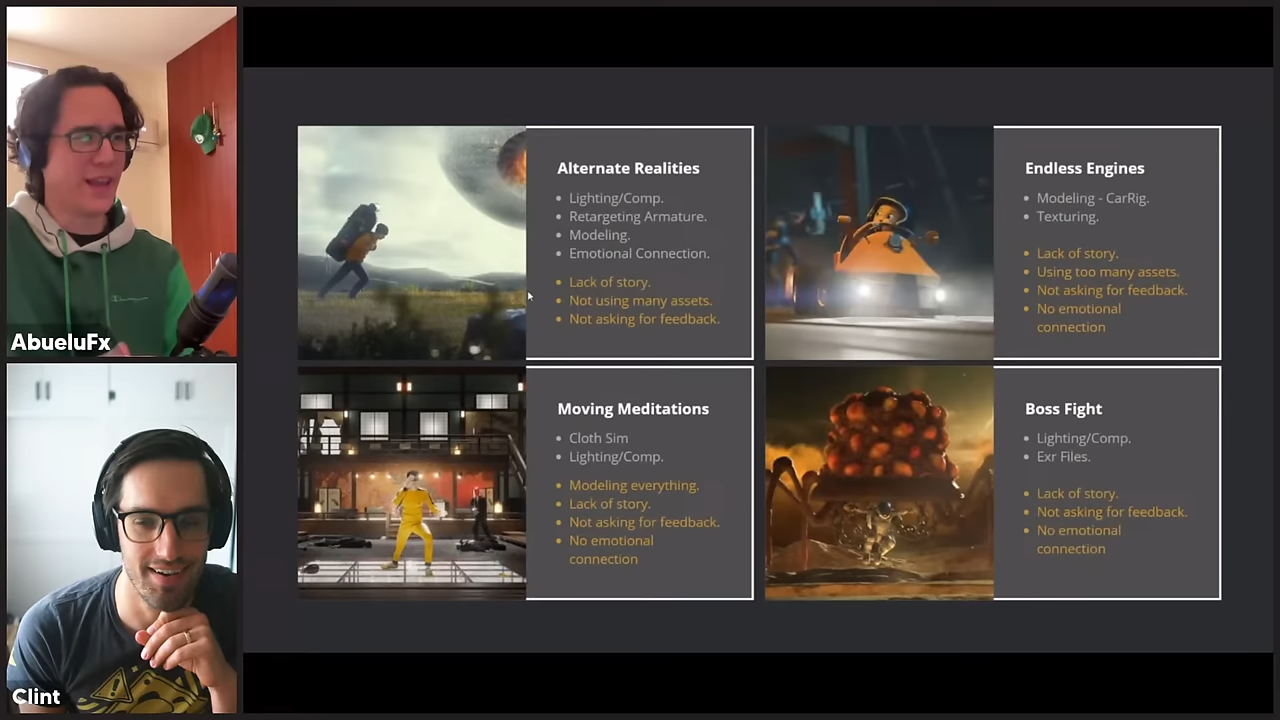 AbueluFx
Clint
Alternate Realities
Lighting/Comp.
Retargeting Armature.
Modeling.
Emotional Connection.
Lack of story.
Not using many assets.
Not asking for feedback.
Endless Engines
Modeling - CarRig.
Texturing.
Lack of story.
Using too many assets.
Not asking for feedback.
No emotional
connection
Moving Meditations
Cloth Sim
Lighting/Comp.
Modeling everything.
Lack of story.
Not asking for feedback.
No emotional
connection
Boss Fight
Lighting/Comp.
Exr Files.
Lack of story.
Not asking for feedback.
No emotional
connection